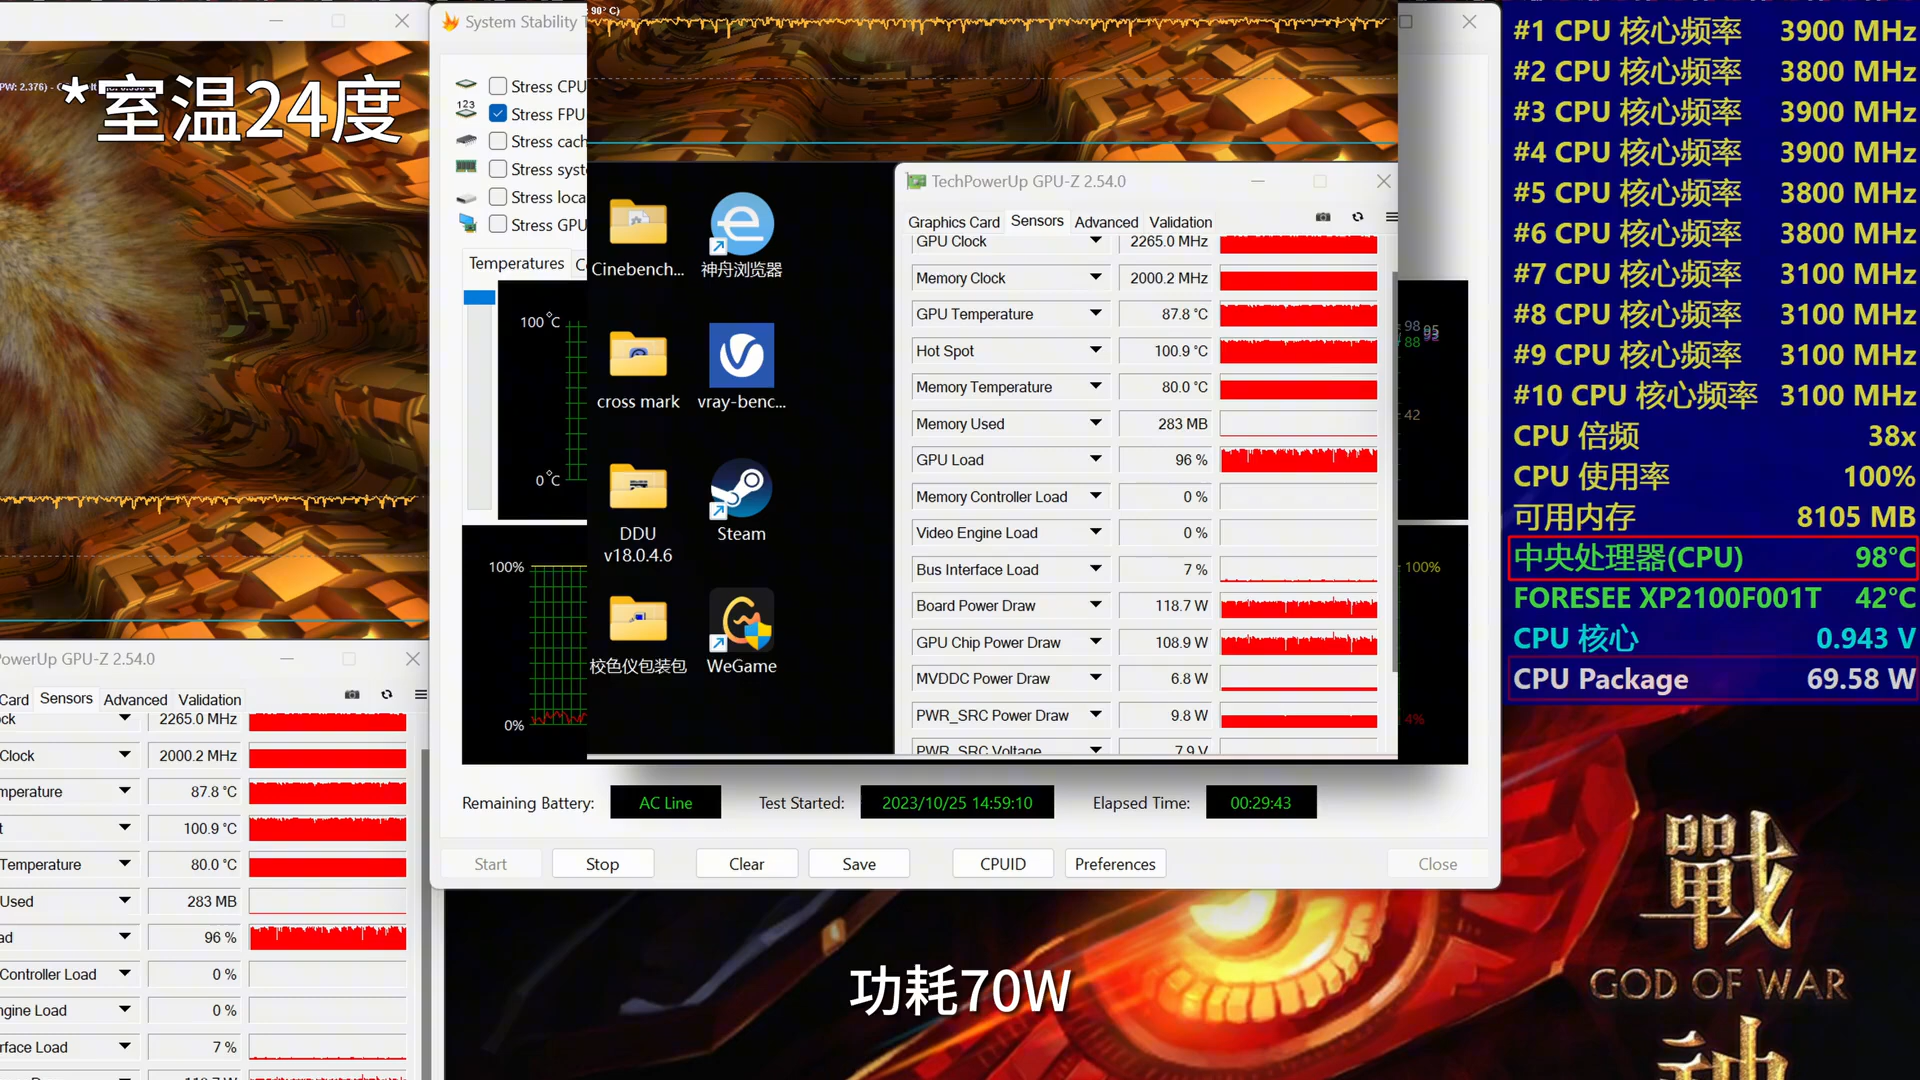 *室温24度
PowerUp GPU-Z 2.54.0
Card Sensors Advanced Validation
ock 2265.0 MHz
Clock 2000.2 MHz
mperature 87.8 °C
t 100.9 °C
Temperature 80.0 °C
Used 283 MB
ad 96 %
Controller Load 0 %
ngine Load 0 %
rface Load 7 %
System Stability
Stress CPU
Stress FPU
Stress cach
Stress syst
Stress loca
Stress GPU
Temperatures
100°C
0°C
100%
0%
90° C)
Cinebench...
神舟浏览器
cross mark
vray-benc...
DDU
v18.0.4.6
Steam
校色仪包装包
WeGame
TechPowerUp GPU-Z 2.54.0
Graphics Card Sensors Advanced Validation
GPU Clock 2265.0 MHz
Memory Clock 2000.2 MHz
GPU Temperature 87.8 °C
Hot Spot 100.9 °C
Memory Temperature 80.0 °C
Memory Used 283 MB
GPU Load 96 %
Memory Controller Load 0 %
Video Engine Load 0 %
Bus Interface Load 7 %
Board Power Draw 118.7 W
GPU Chip Power Draw 108.9 W
MVDDC Power Draw 6.8 W
PWR_SRC Power Draw 9.8 W
PWR_SRC Voltage 7.9 V
98
95
88
42
100%
4%
Remaining Battery: AC Line Test Started: 2023/10/25 14:59:10 Elapsed Time: 00:29:43
Start Stop Clear Save CPUID Preferences Close
#1 CPU 核心频率 3900 MHz
#2 CPU 核心频率 3800 MHz
#3 CPU 核心频率 3900 MHz
#4 CPU 核心频率 3900 MHz
#5 CPU 核心频率 3800 MHz
#6 CPU 核心频率 3800 MHz
#7 CPU 核心频率 3100 MHz
#8 CPU 核心频率 3100 MHz
#9 CPU 核心频率 3100 MHz
#10 CPU 核心频率 3100 MHz
CPU 倍频 38x
CPU 使用率 100%
可用内存 8105 MB
中央处理器(CPU) 98°C
FORESEE XP2100F001T 42°C
CPU 核心 0.943 V
CPU Package 69.58 W
戰
GOD OF WAR
神
功耗70W